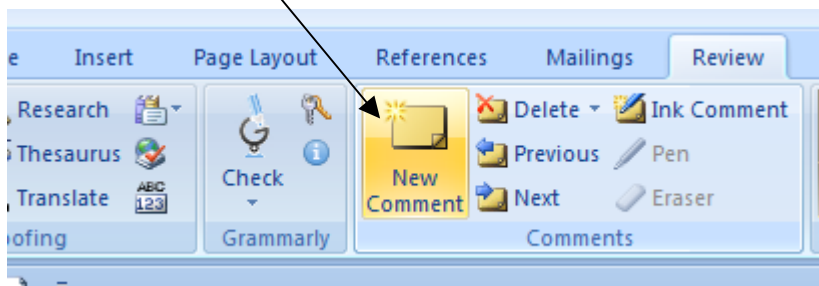 e Insert Page Layout References Mailings Review
Research Delete Ink Comment
Thesaurus Check New Previous Pen
Translate ABC 123 Comment Next Eraser
ofing Grammarly Comments